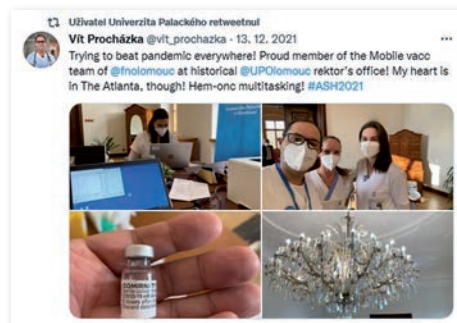 Uživatel Univerzita Palackého retweetnul
Vít Procházka @vit_prochazka · 13. 12. 2021
Trying to beat pandemic everywhere! Proud member of the Mobile vacc
team of @fnolomouc at historical @UPOlomouc rektor's office! My heart is
in The Atlanta, though! Hem-onc multitasking! #ASH2021
COMIRNATY